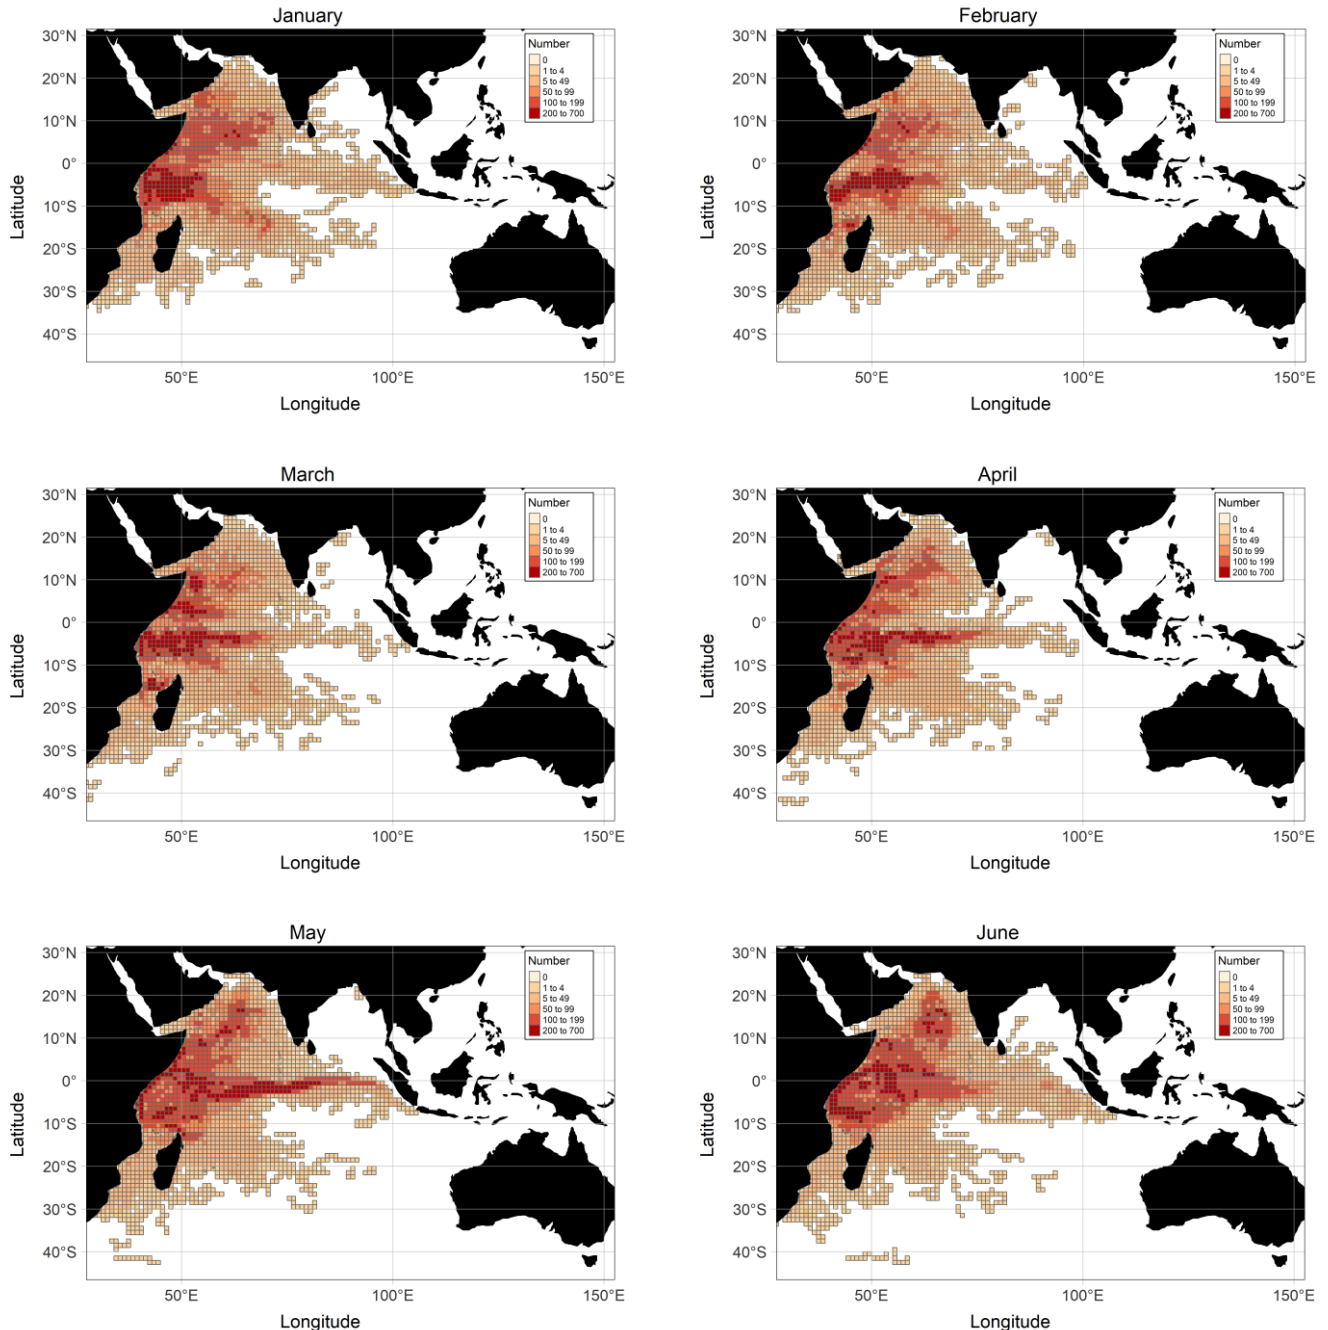 January
30°N
20°N
10°N
0°
10°S
20°S
30°S
40°S
Latitude
50°E
100°E
150°E
Longitude
Number
0
1 to 4
5 to 49
50 to 99
100 to 199
200 to 700
February
30°N
20°N
10°N
0°
10°S
20°S
30°S
40°S
Latitude
50°E
100°E
150°E
Longitude
Number
0
1 to 4
5 to 49
50 to 99
100 to 199
200 to 700
March
30°N
20°N
10°N
0°
10°S
20°S
30°S
40°S
Latitude
50°E
100°E
150°E
Longitude
Number
0
1 to 4
5 to 49
50 to 99
100 to 199
200 to 700
April
30°N
20°N
10°N
0°
10°S
20°S
30°S
40°S
Latitude
50°E
100°E
150°E
Longitude
Number
0
1 to 4
5 to 49
50 to 99
100 to 199
200 to 700
May
30°N
20°N
10°N
0°
10°S
20°S
30°S
40°S
Latitude
50°E
100°E
150°E
Longitude
Number
0
1 to 4
5 to 49
50 to 99
100 to 199
200 to 700
June
30°N
20°N
10°N
0°
10°S
20°S
30°S
40°S
Latitude
50°E
100°E
150°E
Longitude
Number
0
1 to 4
5 to 49
50 to 99
100 to 199
200 to 700